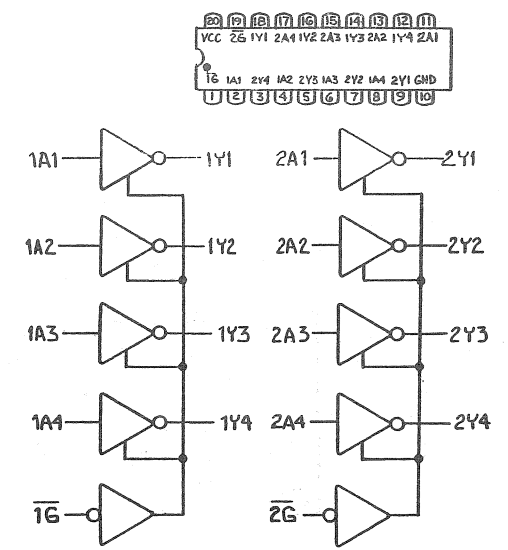 20 19 18 17 16 15 14 13 12 11
VCC 2G̅ 1Y1 2A4 1Y2 2A3 1Y3 2A2 1Y4 2A1
1G̅ 1A1 2Y4 1A2 2Y3 1A3 2Y2 1A4 2Y1 GND
1 2 3 4 5 6 7 8 9 10
1A1 1Y1 2A1 2Y1
1A2 1Y2 2A2 2Y2
1A3 1Y3 2A3 2Y3
1A4 1Y4 2A4 2Y4
1G̅ 2G̅